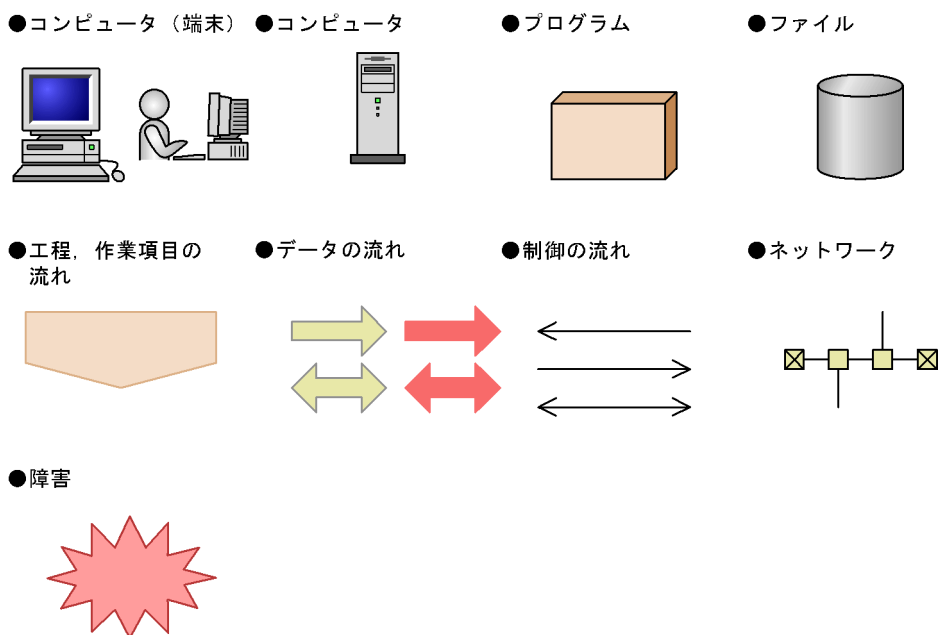 ●コンピュータ（端末）
●コンピュータ
●プログラム
●ファイル
●工程，作業項目の
流れ
●データの流れ
●制御の流れ
●ネットワーク
●障害